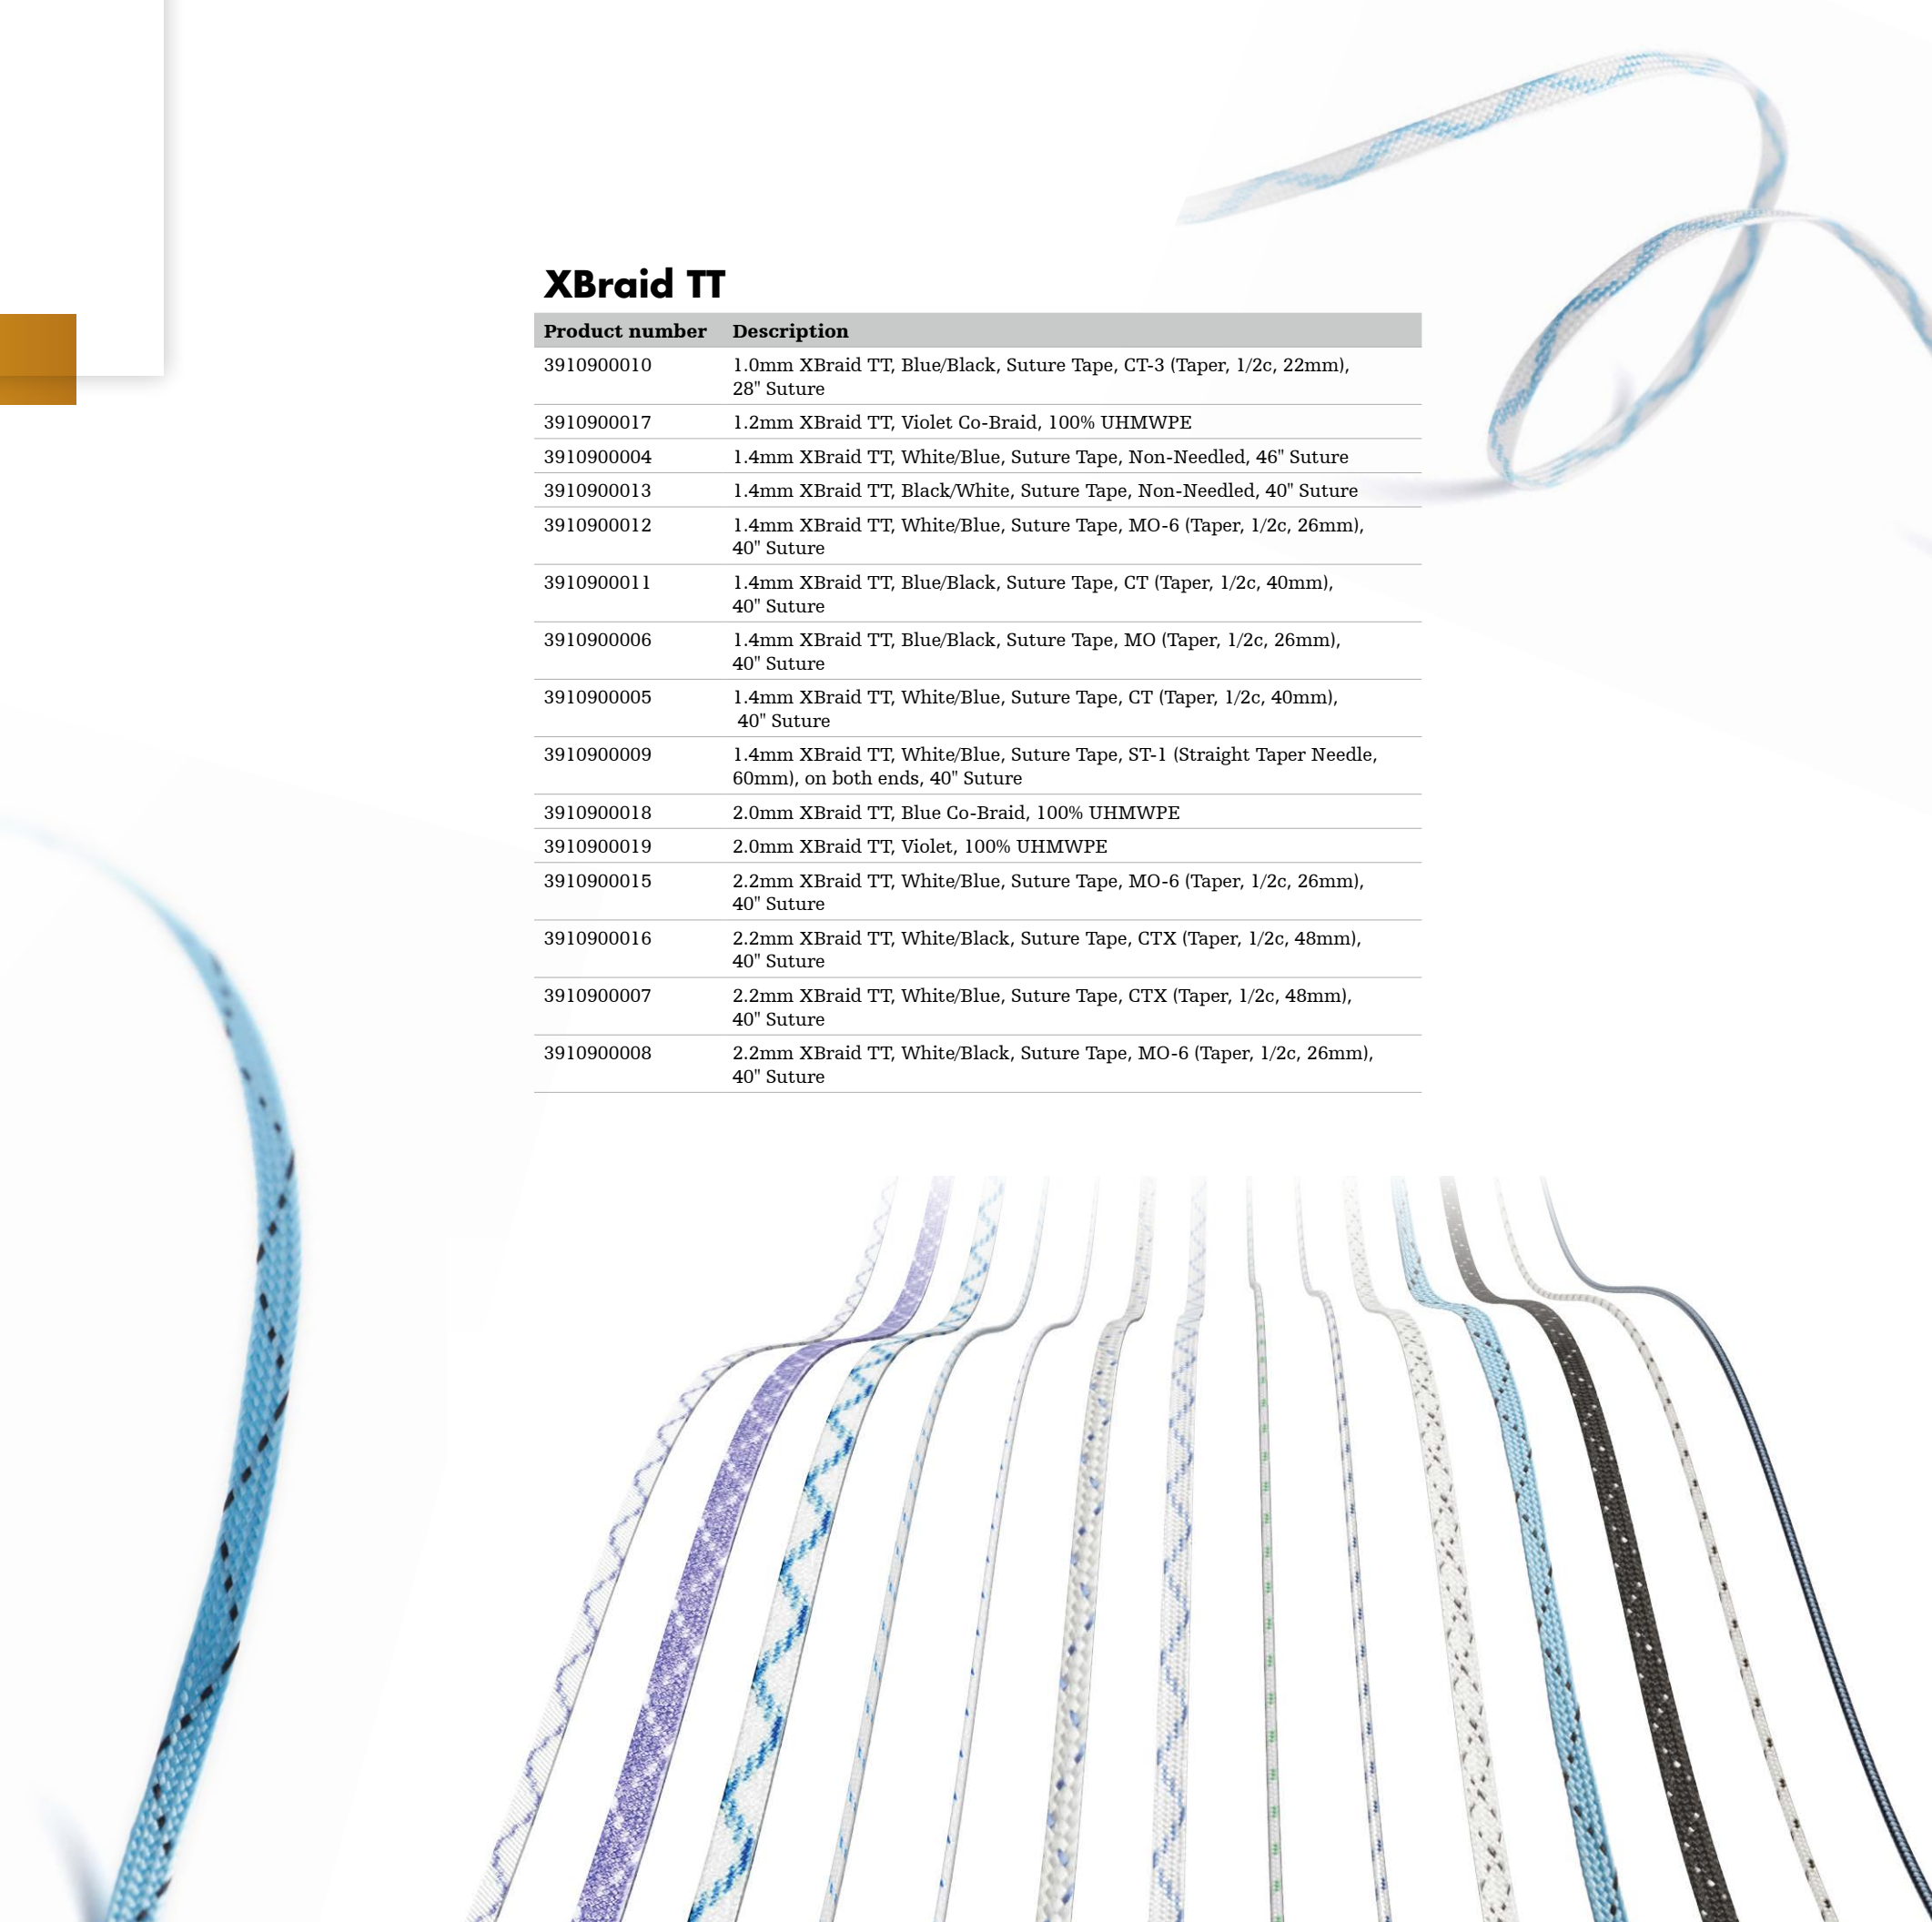 XBraid TT
Product number Description
3910900010 1.0mm XBraid TT, Blue/Black, Suture Tape, CT-3 (Taper, 1/2c, 22mm),
28" Suture
3910900017 1.2mm XBraid TT, Violet Co-Braid, 100% UHMWPE
3910900004 1.4mm XBraid TT, White/Blue, Suture Tape, Non-Needled, 46" Suture
3910900013 1.4mm XBraid TT, Black/White, Suture Tape, Non-Needled, 40" Suture
3910900012 1.4mm XBraid TT, White/Blue, Suture Tape, MO-6 (Taper, 1/2c, 26mm),
40" Suture
3910900011 1.4mm XBraid TT, Blue/Black, Suture Tape, CT (Taper, 1/2c, 40mm),
40" Suture
3910900006 1.4mm XBraid TT, Blue/Black, Suture Tape, MO (Taper, 1/2c, 26mm),
40" Suture
3910900005 1.4mm XBraid TT, White/Blue, Suture Tape, CT (Taper, 1/2c, 40mm),
40" Suture
3910900009 1.4mm XBraid TT, White/Blue, Suture Tape, ST-1 (Straight Taper Needle,
60mm), on both ends, 40" Suture
3910900018 2.0mm XBraid TT, Blue Co-Braid, 100% UHMWPE
3910900019 2.0mm XBraid TT, Violet, 100% UHMWPE
3910900015 2.2mm XBraid TT, White/Blue, Suture Tape, MO-6 (Taper, 1/2c, 26mm),
40" Suture
3910900016 2.2mm XBraid TT, White/Black, Suture Tape, CTX (Taper, 1/2c, 48mm),
40" Suture
3910900007 2.2mm XBraid TT, White/Blue, Suture Tape, CTX (Taper, 1/2c, 48mm),
40" Suture
3910900008 2.2mm XBraid TT, White/Black, Suture Tape, MO-6 (Taper, 1/2c, 26mm),
40" Suture